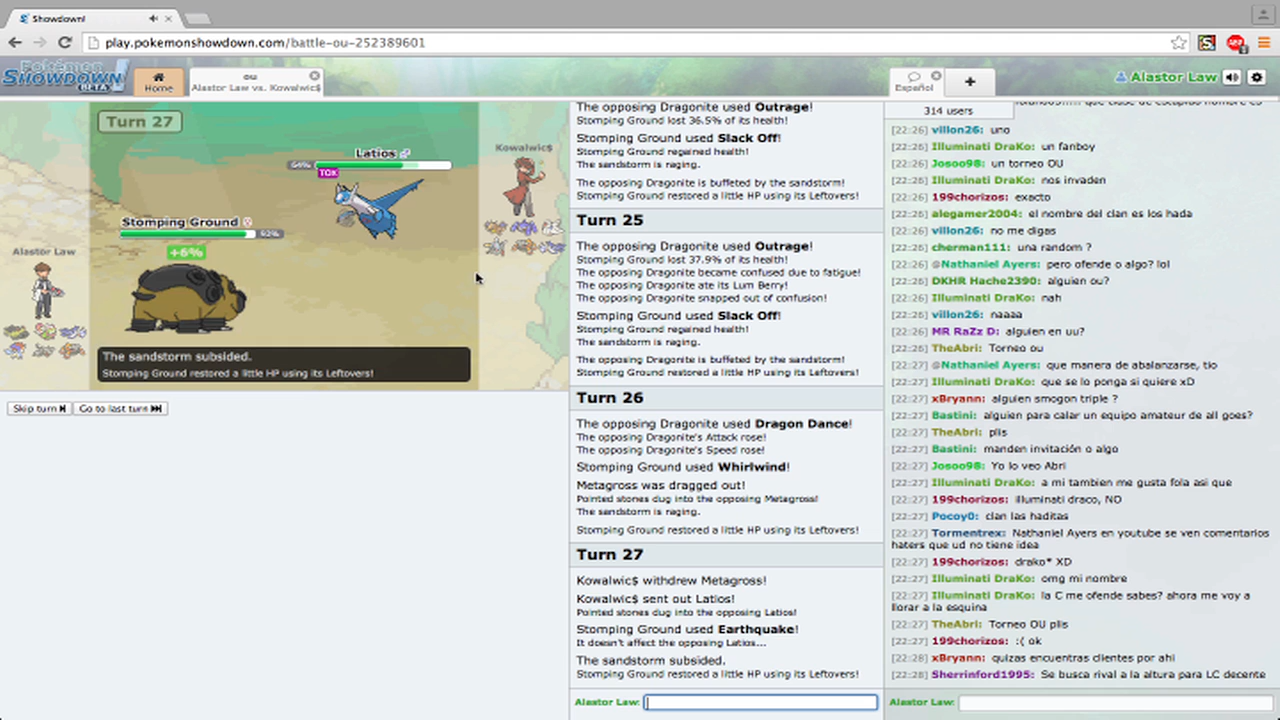 Showdown!
play.pokemonshowdown.com/battle-ou-252389601
Pokémon
SHOWDOWN!
BETA
Home
ou
Alastor Law vs. Kowalwic$
Español
+
Alastor Law
Turn 27
Latios
64%
TOX
Kowalwic$
Stomping Ground
92%
+6%
Alastor Law
The sandstorm subsided.
Stomping Ground restored a little HP using its Leftovers!
Skip turn
Go to last turn
The opposing Dragonite used Outrage!
Stomping Ground lost 36.5% of its health!
Stomping Ground used Slack Off!
Stomping Ground regained health!
The sandstorm is raging.
The opposing Dragonite is buffeted by the sandstorm!
Stomping Ground restored a little HP using its Leftovers!
Turn 25
The opposing Dragonite used Outrage!
Stomping Ground lost 37.9% of its health!
The opposing Dragonite became confused due to fatigue!
The opposing Dragonite ate its Lum Berry!
The opposing Dragonite snapped out of confusion!
Stomping Ground used Slack Off!
Stomping Ground regained health!
The sandstorm is raging.
The opposing Dragonite is buffeted by the sandstorm!
Stomping Ground restored a little HP using its Leftovers!
Turn 26
The opposing Dragonite used Dragon Dance!
The opposing Dragonite's Attack rose!
The opposing Dragonite's Speed rose!
Stomping Ground used Whirlwind!
Metagross was dragged out!
Pointed stones dug into the opposing Metagross!
The sandstorm is raging.
Stomping Ground restored a little HP using its Leftovers!
Turn 27
Kowalwic$ withdrew Metagross!
Kowalwic$ sent out Latios!
Pointed stones dug into the opposing Latios!
Stomping Ground used Earthquake!
It doesn't affect the opposing Latios...
The sandstorm subsided.
Stomping Ground restored a little HP using its Leftovers!
Alastor Law:
314 users
[22:26] villon26: uno
[22:26] Illuminati DraKo: un fanboy
[22:26] Josoo98: un torneo OU
[22:26] Illuminati DraKo: nos invaden
[22:26] 199chorizos: exacto
[22:26] alegamer2004: el nombre del clan es los hada
[22:26] villon26: no me digas
[22:26] cherman111: una random ?
[22:26] @Nathaniel Ayers: pero ofende o algo? lol
[22:26] DKHR Hache2390: alguien ou?
[22:26] Illuminati DraKo: nah
[22:26] villon26: naaaa
[22:26] MR RaZz D: alguien en uu?
[22:26] TheAbri: Torneo ou
[22:27] @Nathaniel Ayers: que manera de abalanzarse, tio
[22:27] Illuminati DraKo: que se lo ponga si quiere xD
[22:27] xBryann: alguien smogon triple ?
[22:27] Bastini: alguien para calar un equipo amateur de all goes?
[22:27] TheAbri: plis
[22:27] Bastini: manden invitación o algo
[22:27] Josoo98: Yo lo veo Abri
[22:27] Illuminati DraKo: a mi tambien me gusta fola asi que
[22:27] 199chorizos: illuminati draco, NO
[22:27] Pocoy0: clan las haditas
[22:27] Tormentrex: Nathaniel Ayers en youtube se ven comentarios
haters que ud no tiene idea
[22:27] 199chorizos: drako* XD
[22:27] Illuminati DraKo: omg mi nombre
[22:27] Illuminati DraKo: la C me ofende sabes? ahora me voy a
llorar a la esquina
[22:27] TheAbri: Torneo OU plis
[22:27] 199chorizos: :( ok
[22:28] xBryann: quizas encuentras clientes por ahi
[22:28] Sherrinford1995: Se busca rival a la altura para LC decente
Alastor Law: